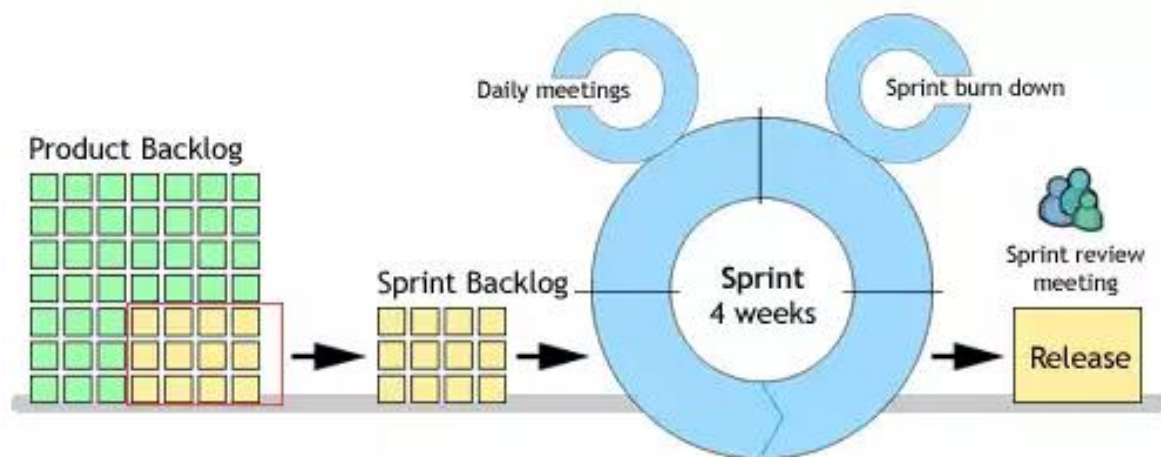 Daily meetings
Sprint burn down
Product Backlog
Sprint Backlog
Sprint
4 weeks
Sprint review
meeting
Release